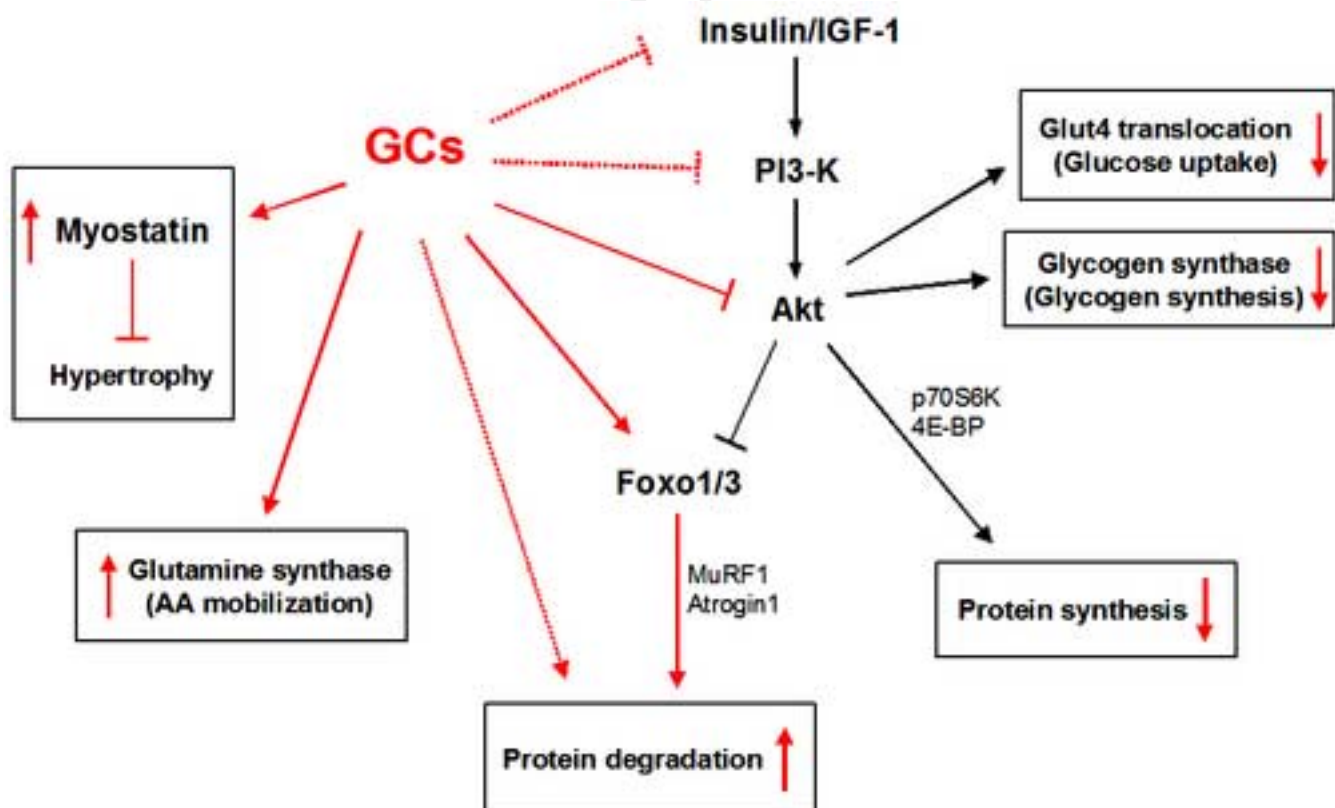 Insulin/IGF-1
GCs
PI3-K
Glut4 translocation
(Glucose uptake)
Myostatin
Hypertrophy
Glycogen synthase
(Glycogen synthesis)
Akt
p70S6K
4E-BP
Foxo1/3
Glutamine synthase
(AA mobilization)
MuRF1
Atrogin1
Protein synthesis
Protein degradation